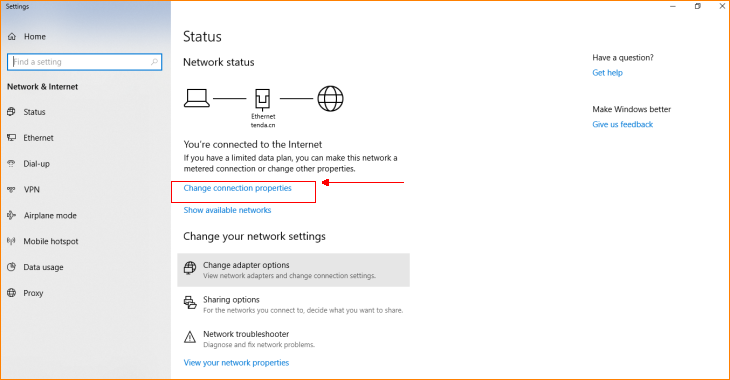 Settings
Home
Find a setting
Network & Internet
Status
Ethernet
Dial-up
VPN
Airplane mode
Mobile hotspot
Data usage
Proxy
Status
Network status
Ethernet
tenda.cn
You're connected to the Internet
If you have a limited data plan, you can make this network a
metered connection or change other properties.
Change connection properties
Show available networks
Change your network settings
Change adapter options
View network adapters and change connection settings.
Sharing options
For the networks you connect to, decide what you want to share.
Network troubleshooter
Diagnose and fix network problems.
View your network properties
Have a question?
Get help
Make Windows better
Give us feedback